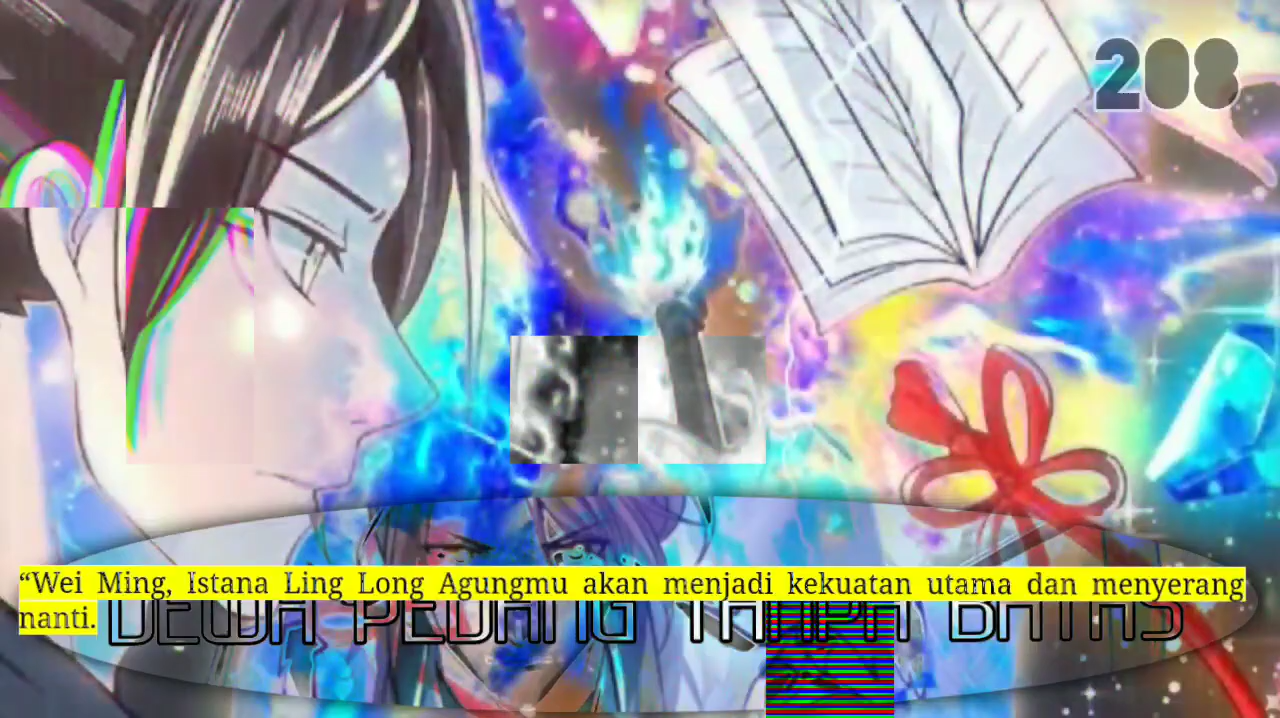 208
“Wei Ming, Istana Ling Long Agungmu akan menjadi kekuatan utama dan menyerang
nanti.
DEWA PEDANG TANPA BATAS